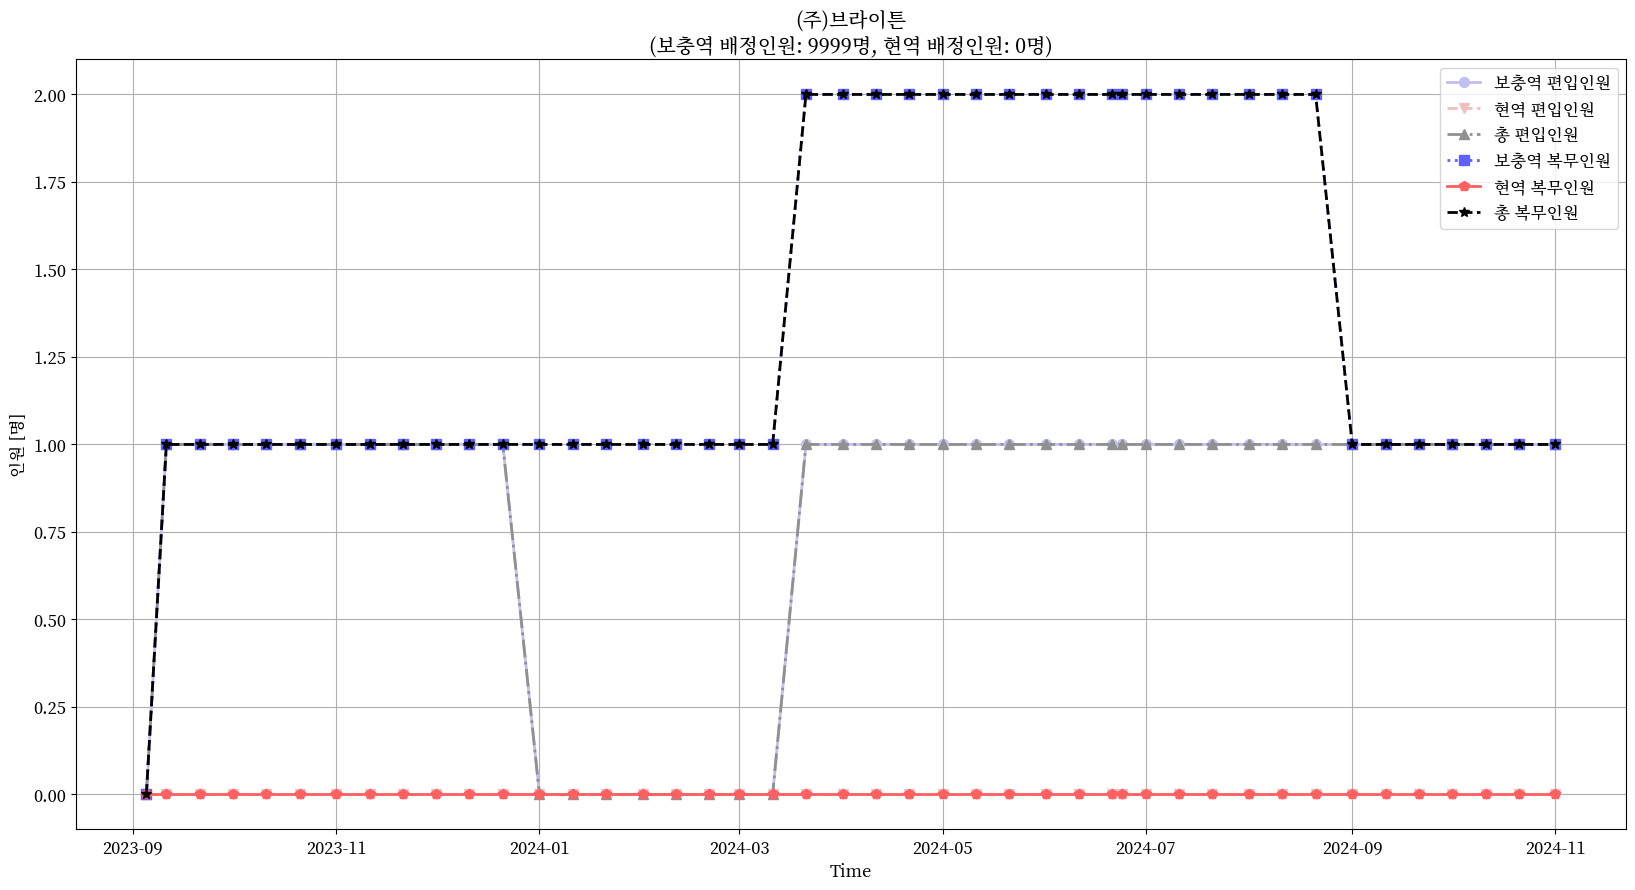 (주)브라이튼
(보충역 배정인원: 9999명, 현역 배정인원: 0명)
보충역 편입인원
현역 편입인원
총 편입인원
보충역 복무인원
현역 복무인원
총 복무인원
인원 [명]
2.00
1.75
1.50
1.25
1.00
0.75
0.50
0.25
0.00
2023-09 2023-11 2024-01 2024-03 2024-05 2024-07 2024-09 2024-11
Time